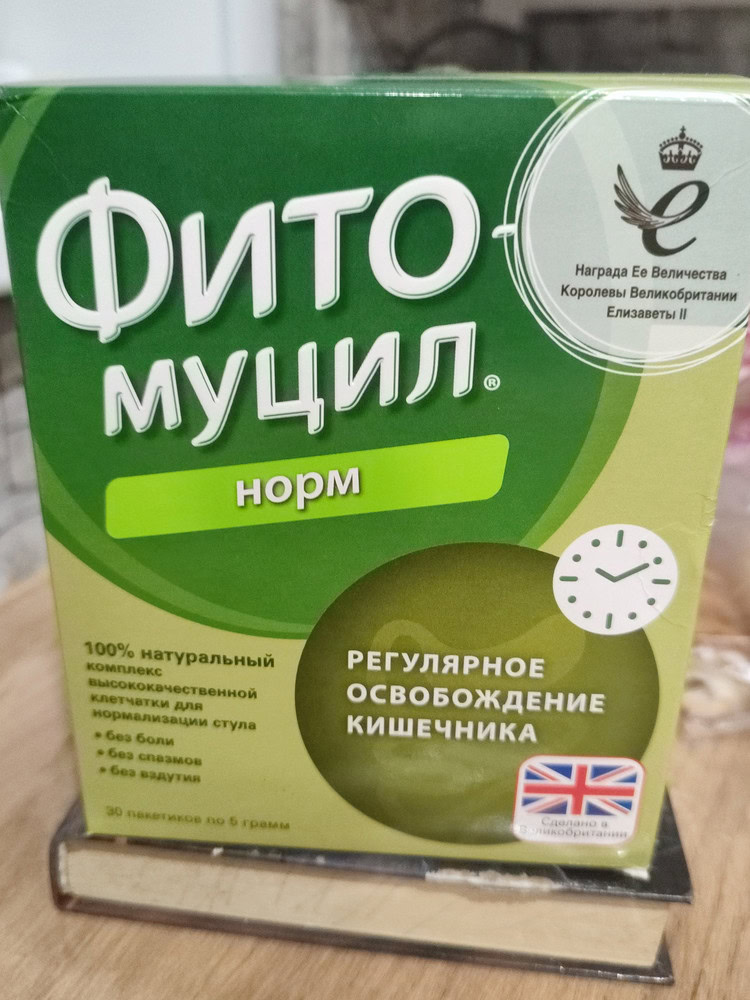 Фито-
муцил®
норм
Награда Ее Величества
Королевы Великобритании
Елизаветы II
100% натуральный
комплекс
высококачественной
клетчатки для
нормализации стула
• без боли
• без спазмов
• без вздутия
30 пакетиков по 6 грамм
РЕГУЛЯРНОЕ
ОСВОБОЖДЕНИЕ
КИШЕЧНИКА
Сделано в
Великобритании